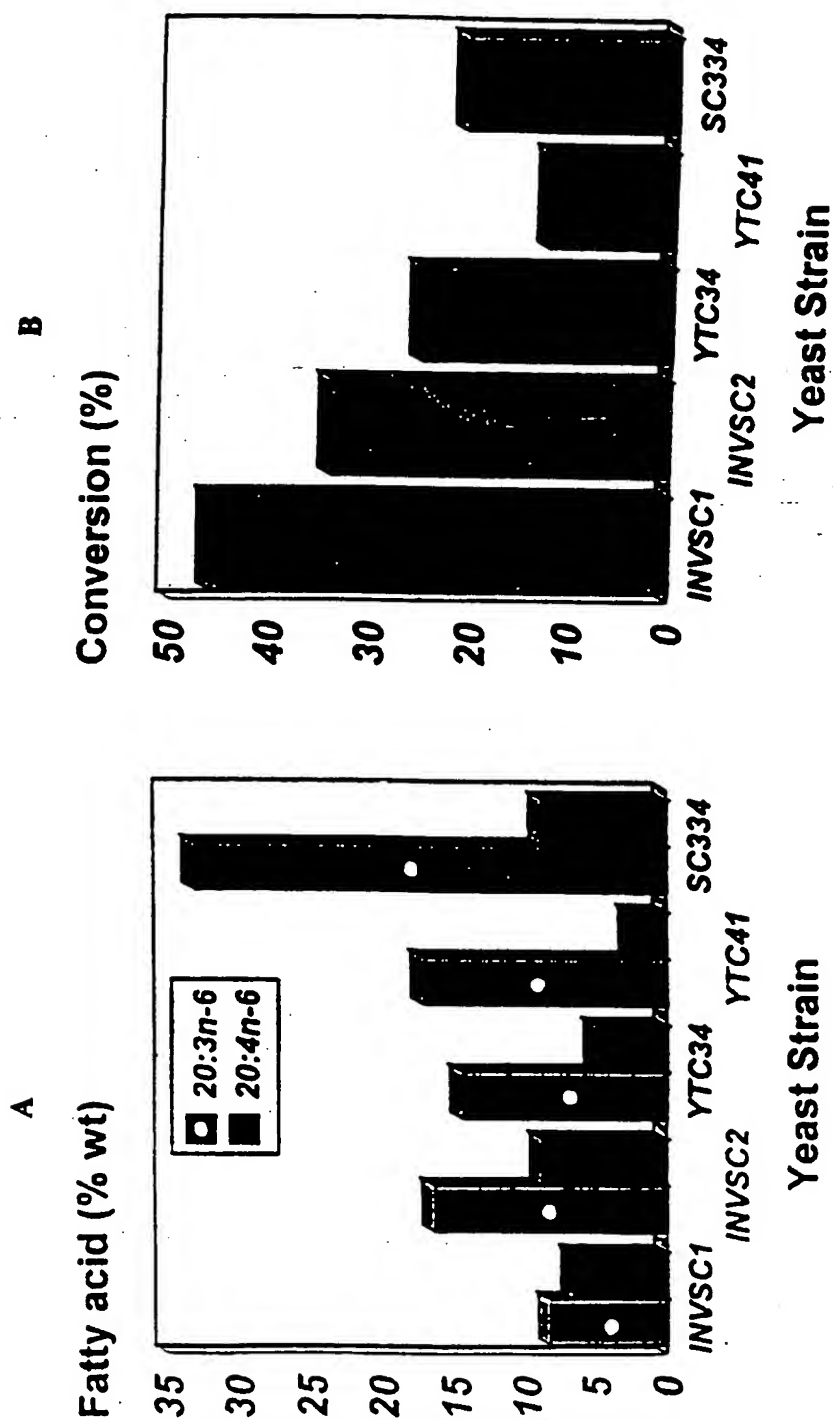 A
Fatty acid (% wt)
35
30
25
20
15
10
5
0
20:3n-6
20:4n-6
INVSC1
INVSC2
YTC34
YTC41
SC334
Yeast Strain
B
Conversion (%)
50
40
30
20
10
0
INVSC1
INVSC2
YTC34
YTC41
SC334
Yeast Strain